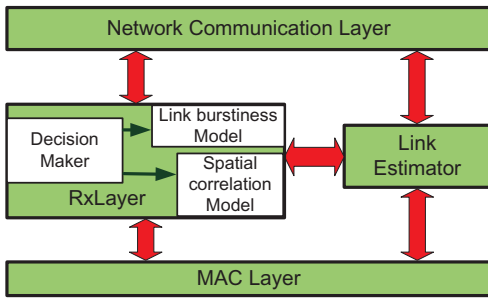 Network Communication Layer
Link burstiness
Model
Decision
Maker
Spatial
correlation
Model
RxLayer
Link
Estimator
MAC Layer